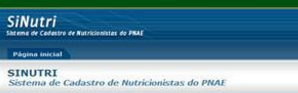 SiNutri
Sistema de Cadastro de Nutricionistas do PNAE
Página inicial
SINUTRI
Sistema de Cadastro de Nutricionistas do PNAE